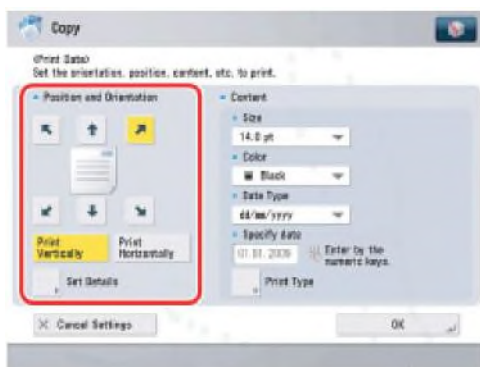 Copy
<Print Date>
Set the orientation, position, content, etc. to print.
Position and Orientation
Print Vertically
Print Horizontally
Set Details
Content
Size
14.0 pt
Color
Black
Date Type
dd/mm/yyyy
Specify date
01.01.2009
Enter by the
numeric keys.
Print Type
Cancel Settings
OK